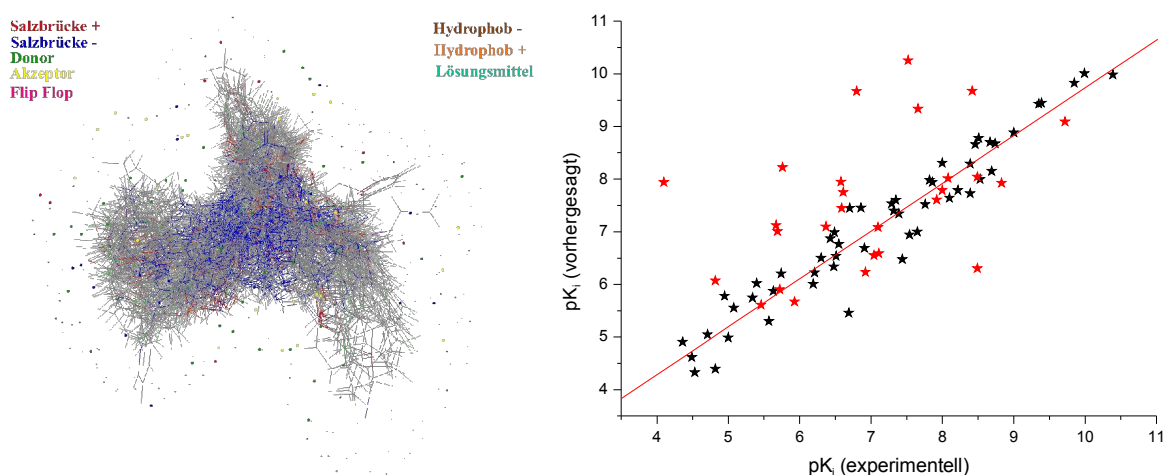 Salzbrücke +
Salzbrücke -
Donor
Akzeptor
Flip Flop
Hydrophob -
Hydrophob +
Lösungsmittel
11
10
9
8
7
6
5
4
pKi (vorhergesagt)
4 5 6 7 8 9 10 11
pKi (experimentell)